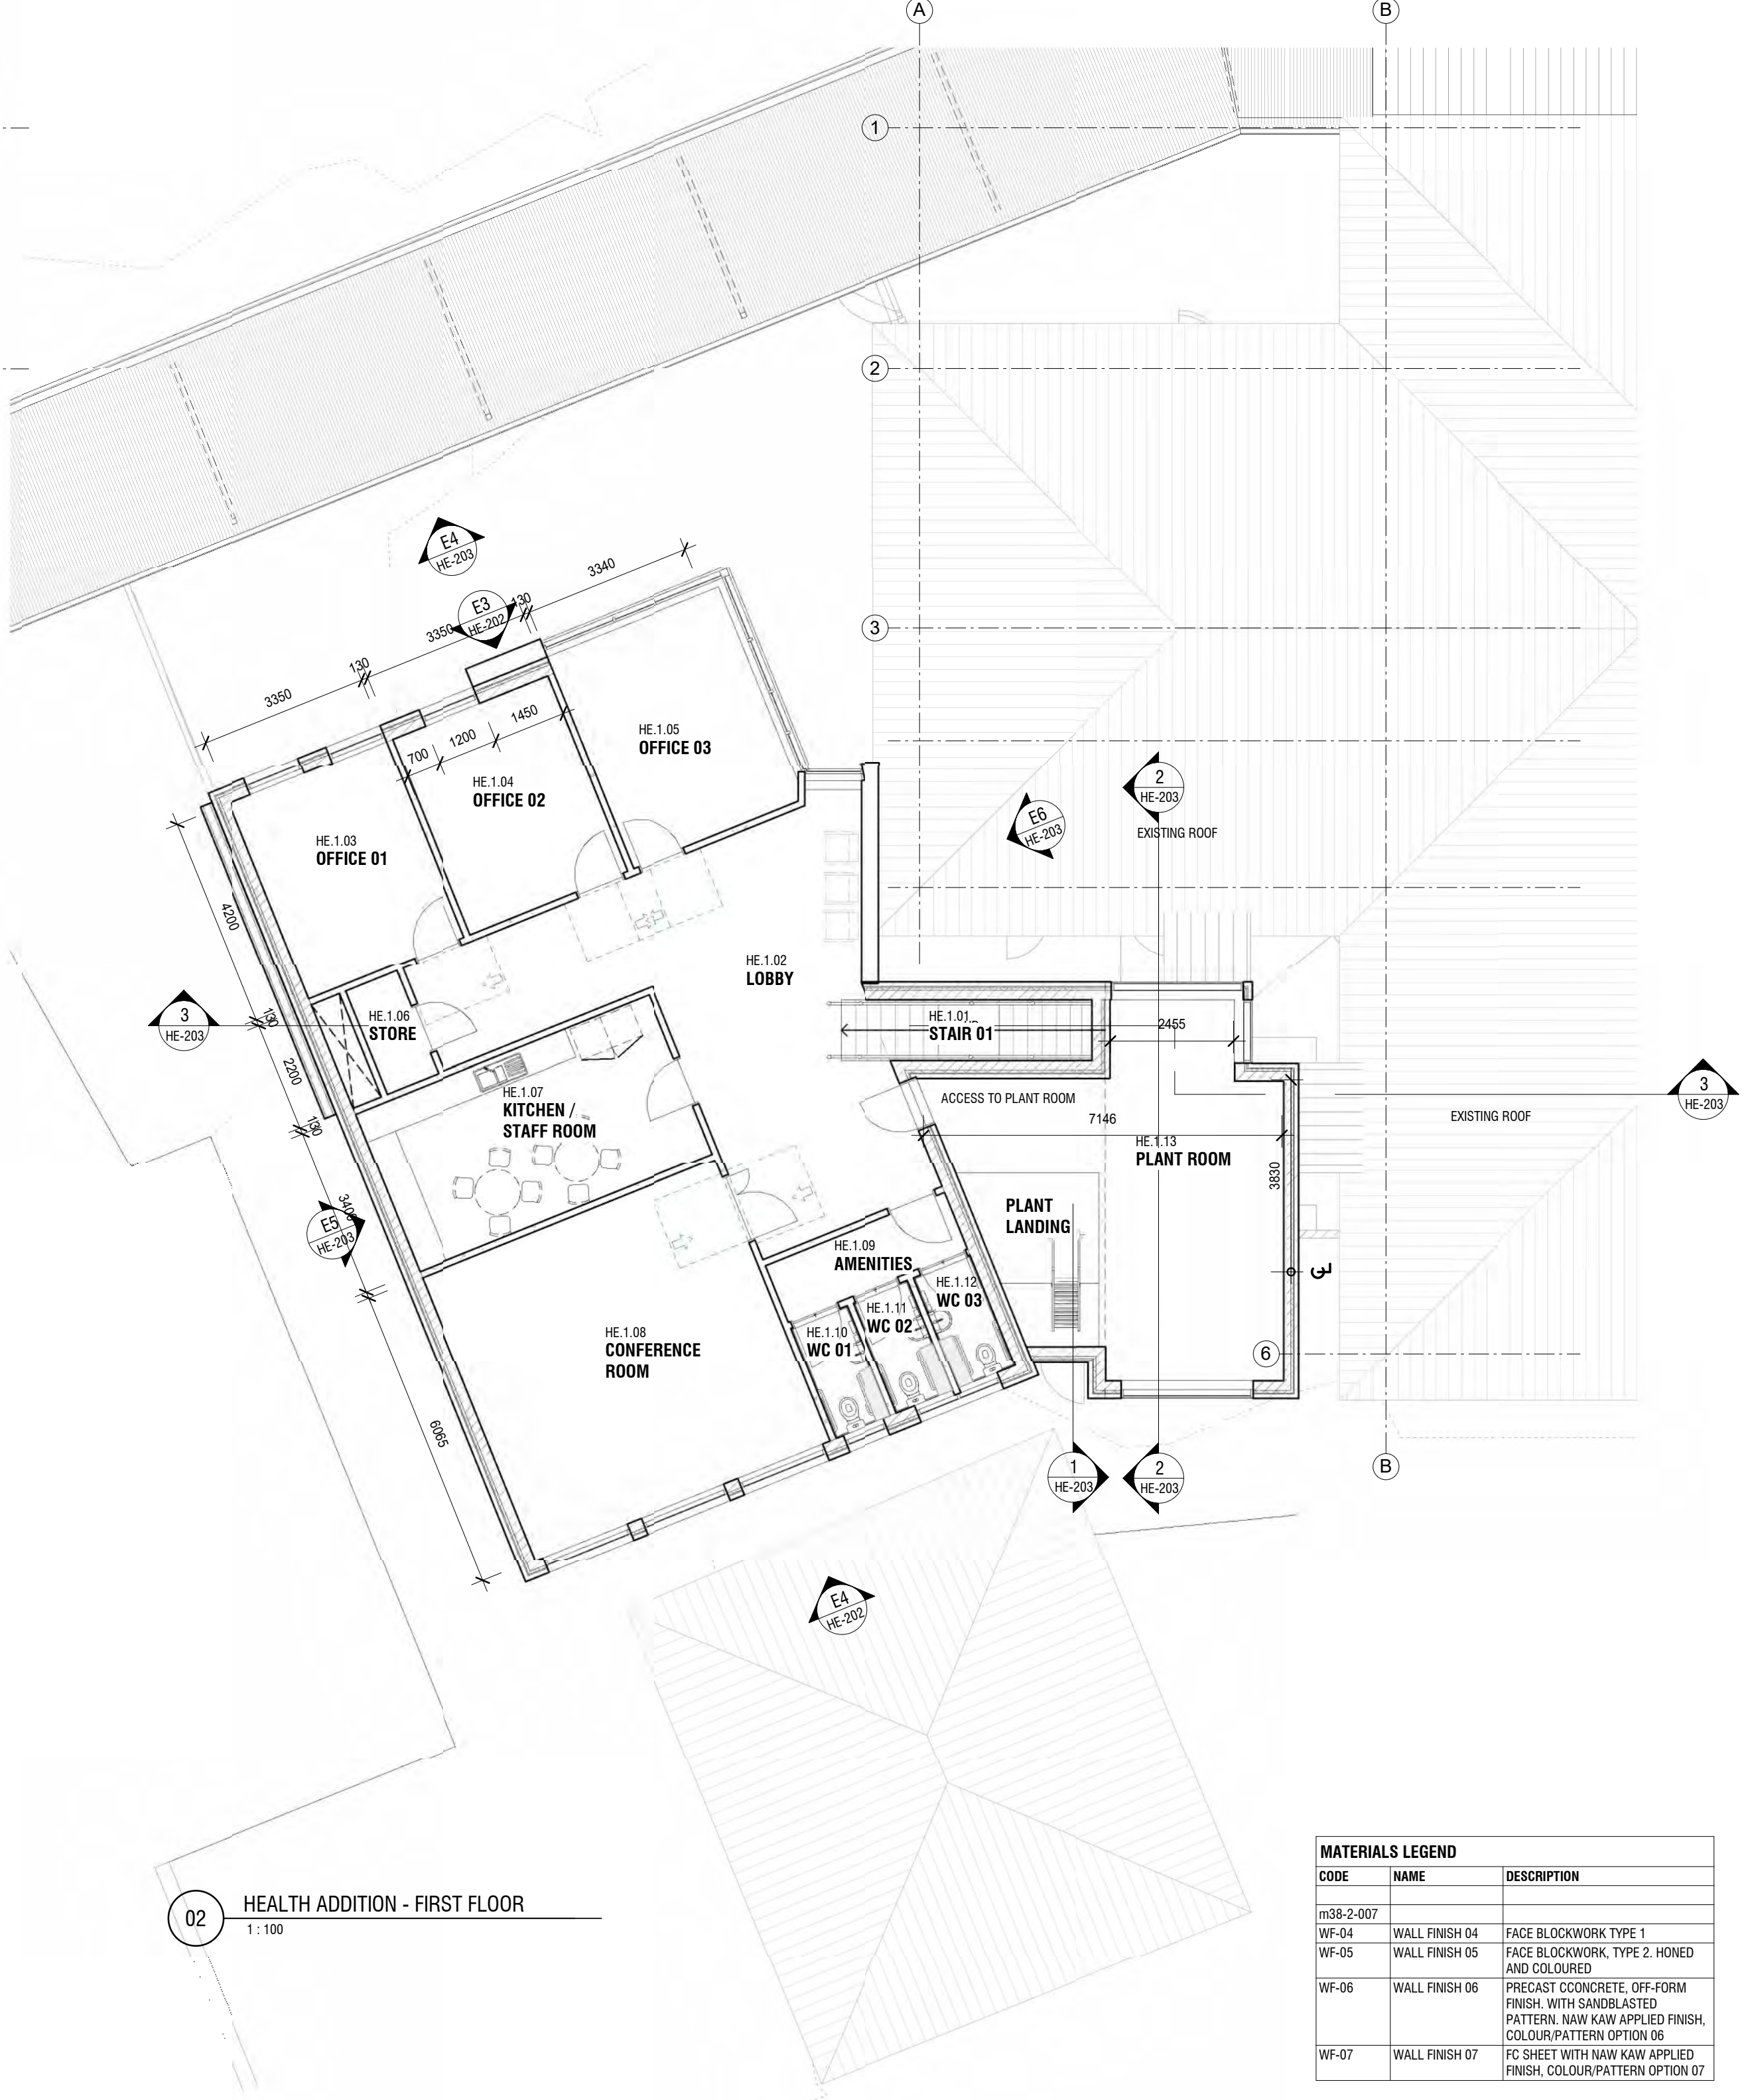 A
B
1
2
3
E4
HE-203
3340
E3
HE-202
130
3350
130
3350
1450
1200
700
HE.1.05
OFFICE 03
HE.1.04
OFFICE 02
HE.1.03
OFFICE 01
2
HE-203
EXISTING ROOF
E6
HE-203
4200
HE.1.02
LOBBY
3
HE-203
130
HE.1.06
STORE
HE.1.01
STAIR 01
2455
2200
HE.1.07
KITCHEN /
STAFF ROOM
ACCESS TO PLANT ROOM
7146
3
HE-203
EXISTING ROOF
130
HE.1.13
PLANT ROOM
3830
PLANT
LANDING
3400
E5
HE-203
HE.1.09
AMENITIES
HE.1.12
WC 03
HE.1.11
WC 02
HE.1.10
WC 01
CL
HE.1.08
CONFERENCE
ROOM
6
6065
1
HE-203
2
HE-203
B
E4
HE-202
02
HEALTH ADDITION - FIRST FLOOR
1 : 100
MATERIALS LEGEND
CODE NAME DESCRIPTION
m38-2-007
WF-04 WALL FINISH 04 FACE BLOCKWORK TYPE 1
WF-05 WALL FINISH 05 FACE BLOCKWORK, TYPE 2. HONED
AND COLOURED
WF-06 WALL FINISH 06 PRECAST CCONCRETE, OFF-FORM
FINISH. WITH SANDBLASTED
PATTERN. NAW KAW APPLIED FINISH,
COLOUR/PATTERN OPTION 06
WF-07 WALL FINISH 07 FC SHEET WITH NAW KAW APPLIED
FINISH, COLOUR/PATTERN OPTION 07